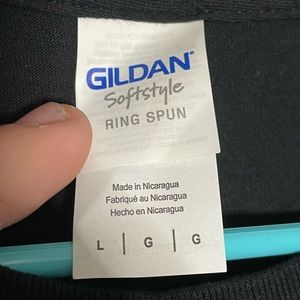 GILDAN®
Softstyle
RING SPUN
Made in Nicaragua
Fabriqué au Nicaragua
Hecho en Nicaragua
L | G | G